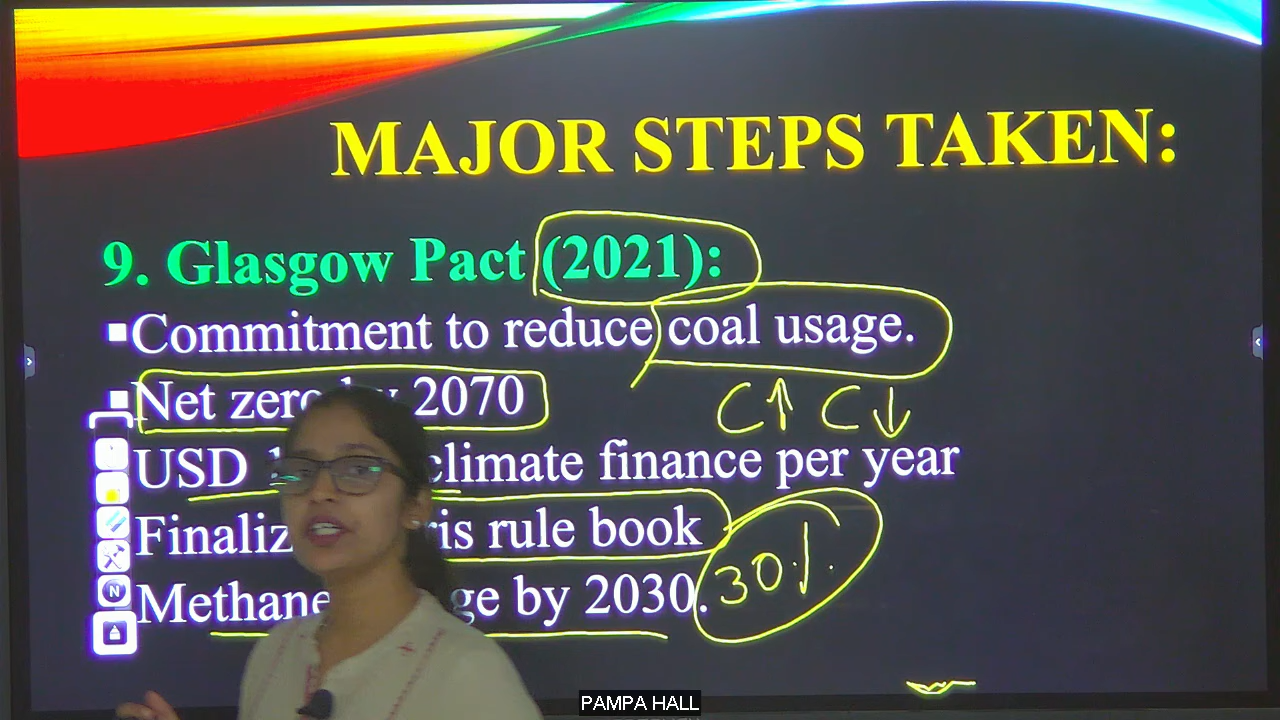 MAJOR STEPS TAKEN:
9. Glasgow Pact (2021):
Commitment to reduce coal usage.
Net zero 2070
C↑ C↓
USD climate finance per year
rule book
30%
Methane by 2030.
N
PAMPA HALL